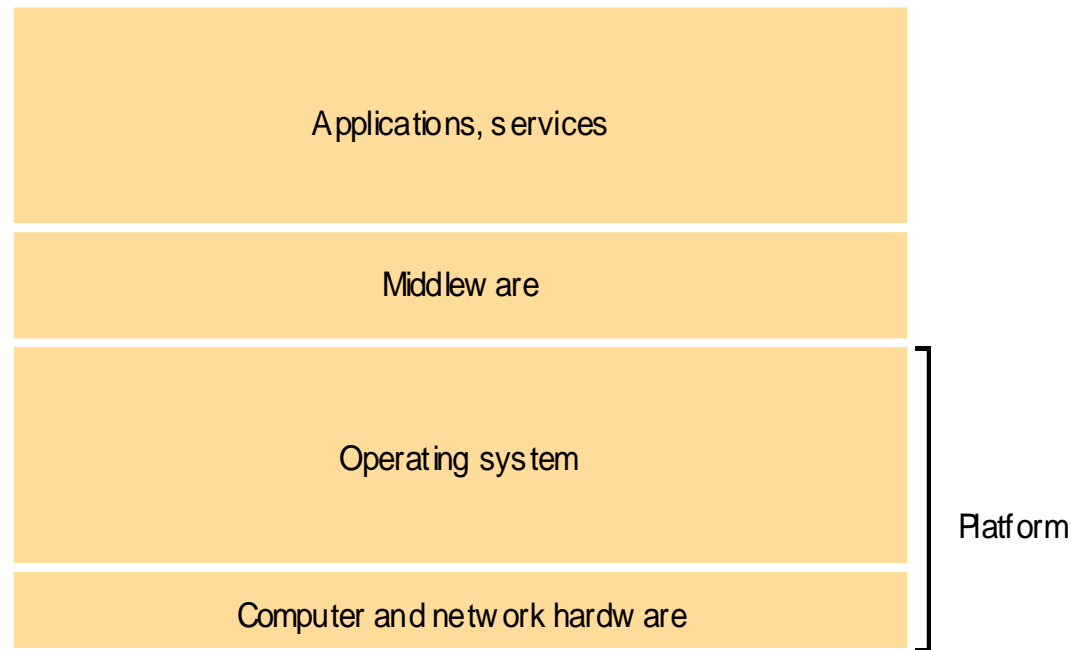 Applications, services
Middleware
Operating system
Platform
Computer and network hardware